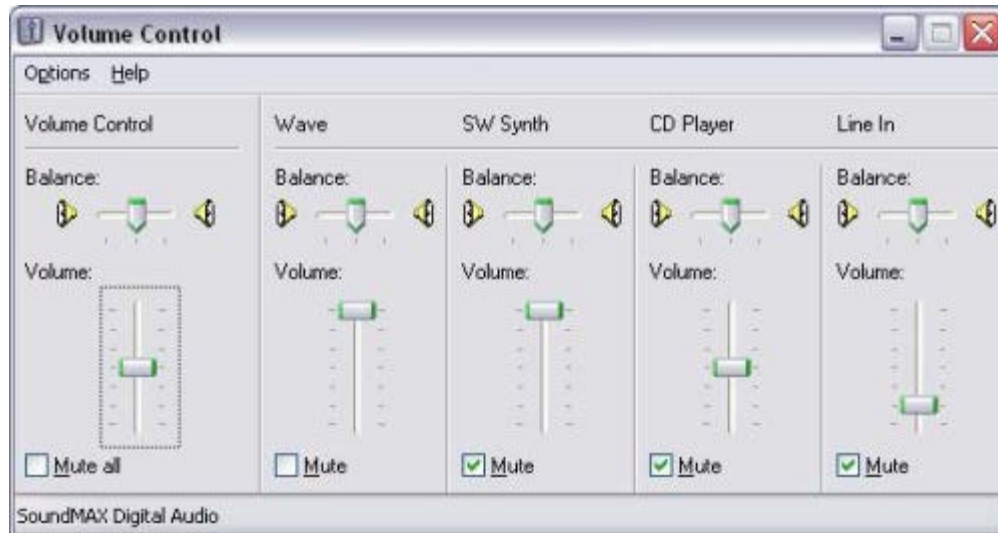 Volume Control
Options Help
Volume Control Wave SW Synth CD Player Line In
Balance: Balance: Balance: Balance: Balance:
Volume: Volume: Volume: Volume: Volume:
Mute all Mute Mute Mute Mute
SoundMAX Digital Audio